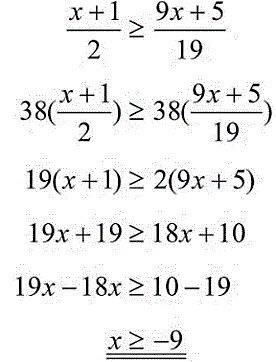 (x+1)/2 ≥ (9x+5)/19
38((x+1)/2) ≥ 38((9x+5)/19)
19(x+1) ≥ 2(9x+5)
19x+19 ≥ 18x+10
19x−18x ≥ 10−19
x ≥ −9